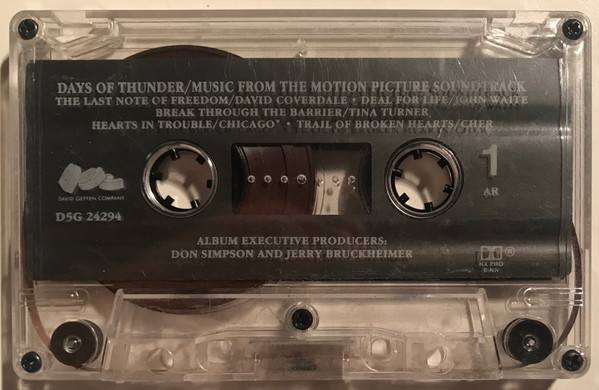 DAYS OF THUNDER/MUSIC FROM THE MOTION PICTURE SOUNDTRACK
THE LAST NOTE OF FREEDOM/DAVID COVERDALE • DEAL FOR LIFE/JOHN WAITE
BREAK THROUGH THE BARRIER/TINA TURNER
HEARTS IN TROUBLE/CHICAGO* • TRAIL OF BROKEN HEARTS/CHER
1
AR
DAVID GEFFEN COMPANY
D5G 24294
ALBUM EXECUTIVE PRODUCERS:
DON SIMPSON AND JERRY BRUCKHEIMER
®
HX PRO
B NR